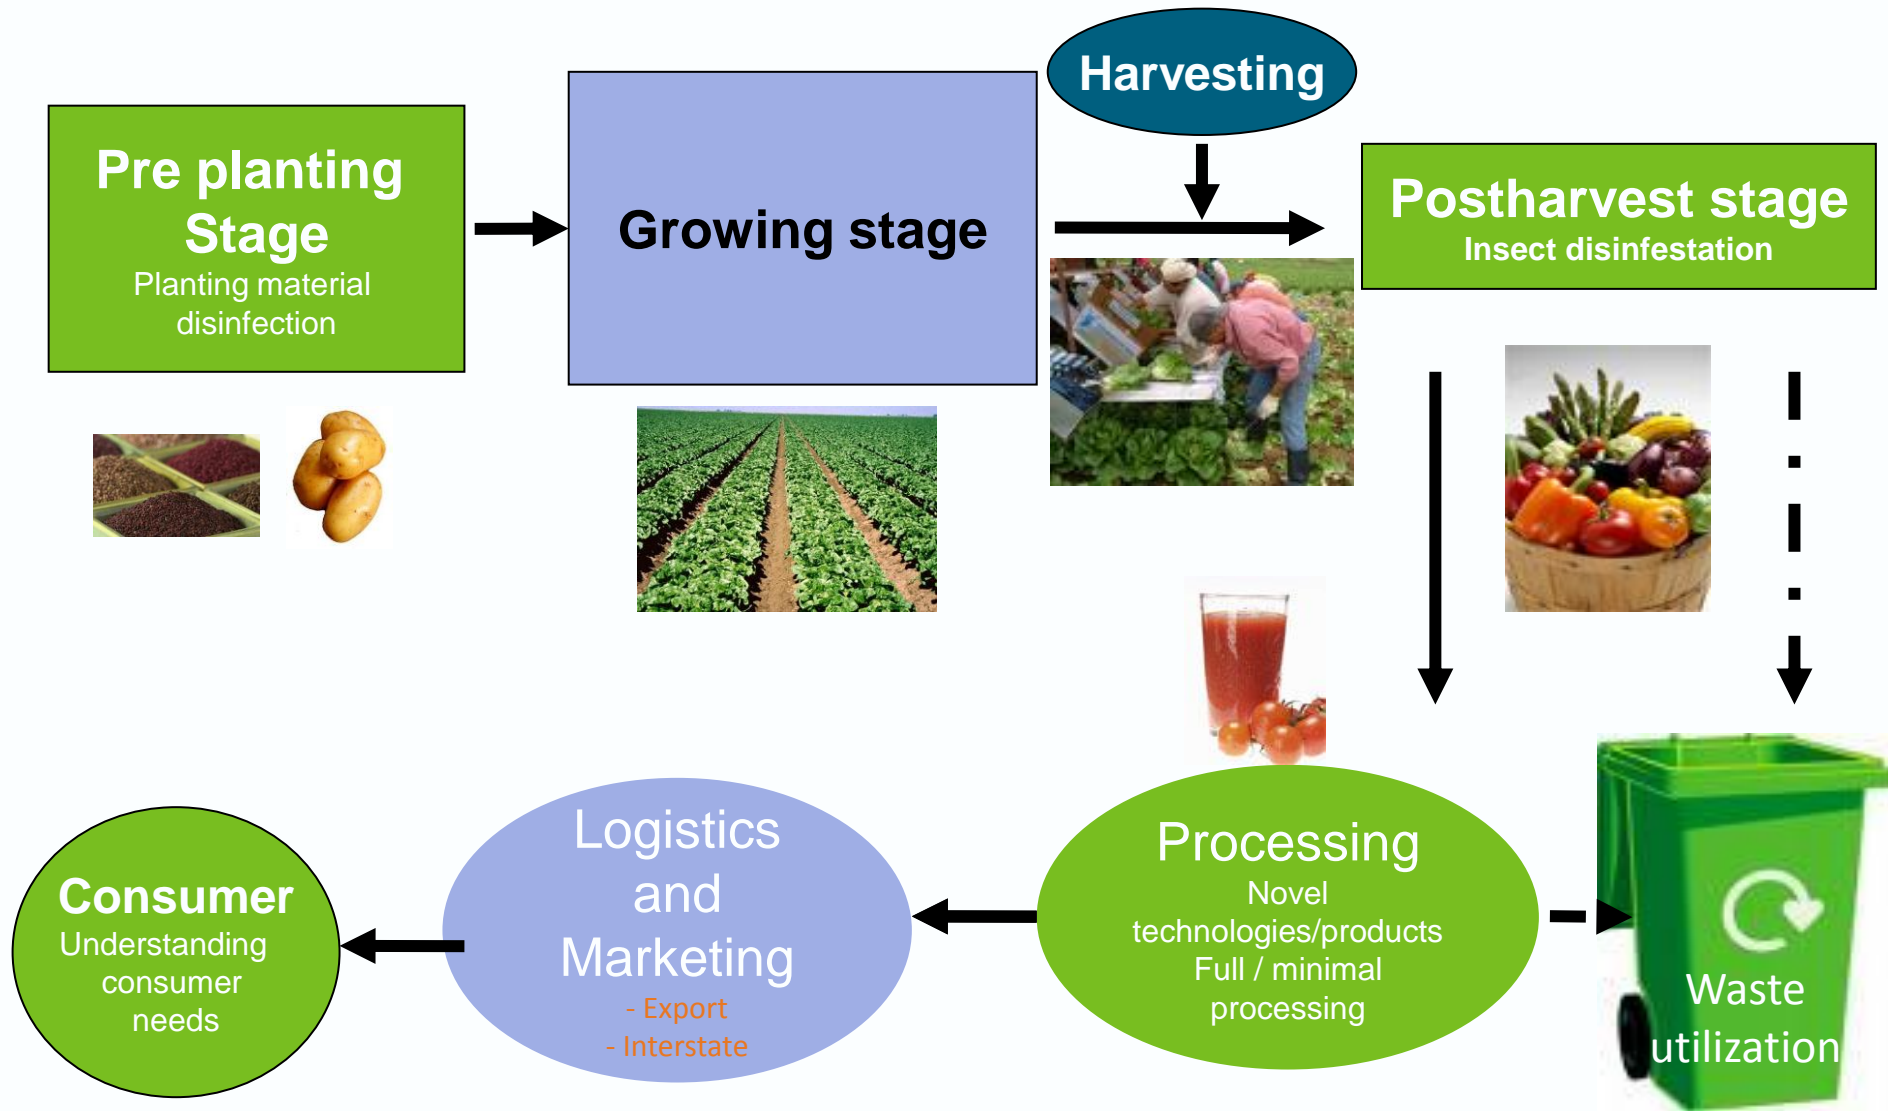 Harvesting
Pre planting
Stage
Planting material
disinfection
Growing stage
Postharvest stage
Insect disinfestation
Consumer
Understanding
consumer
needs
Logistics
and
Marketing
- Export
- Interstate
Processing
Novel
technologies/products
Full / minimal
processing
Waste
utilization